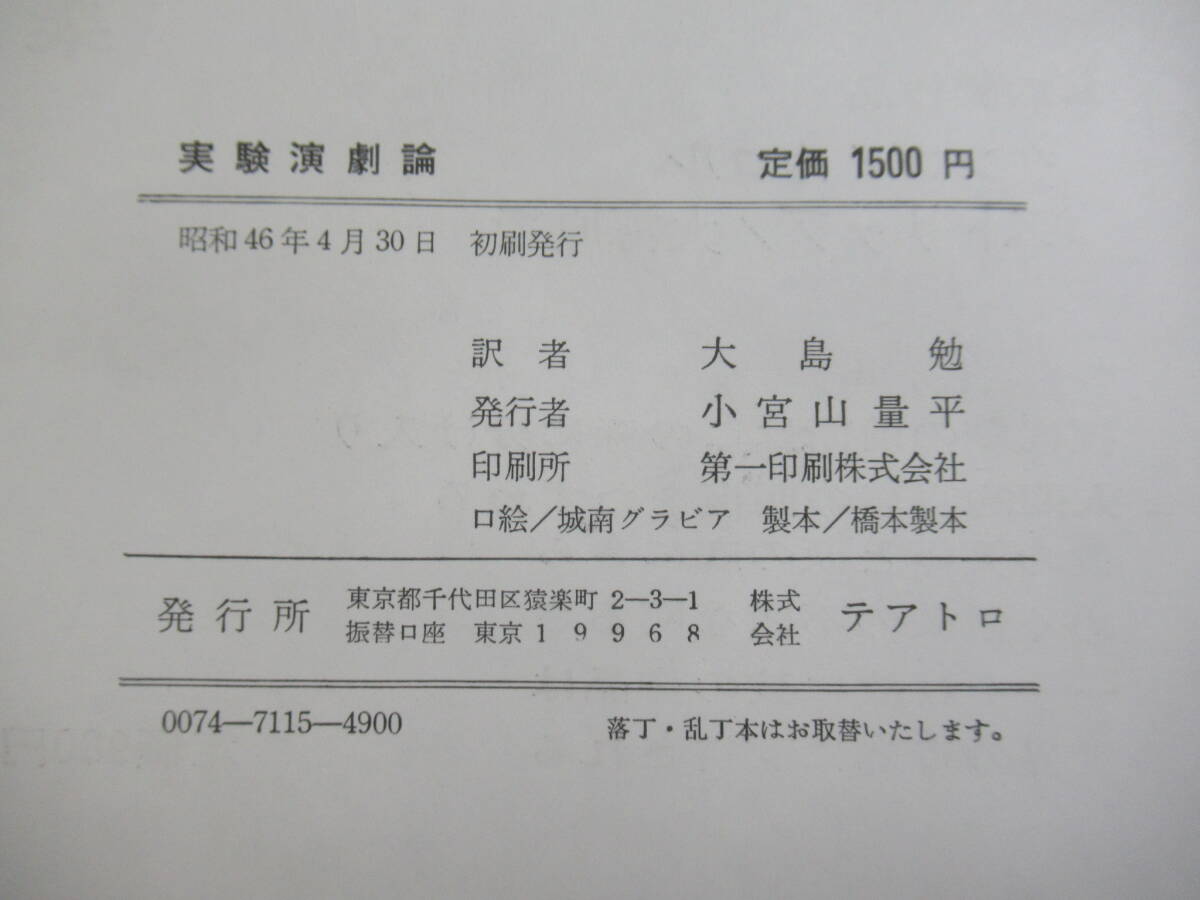 実験演劇論 定価 1500 円
昭和46年4月30日 初刷発行
訳者 大島勉
発行者 小宮山量平
印刷所 第一印刷株式会社
口絵／城南グラビア 製本／橋本製本
発行所 東京都千代田区猿楽町 2—3—1 株式 テアトロ
振替口座 東京19968 会社
0074—7115—4900 落丁・乱丁本はお取替いたします。